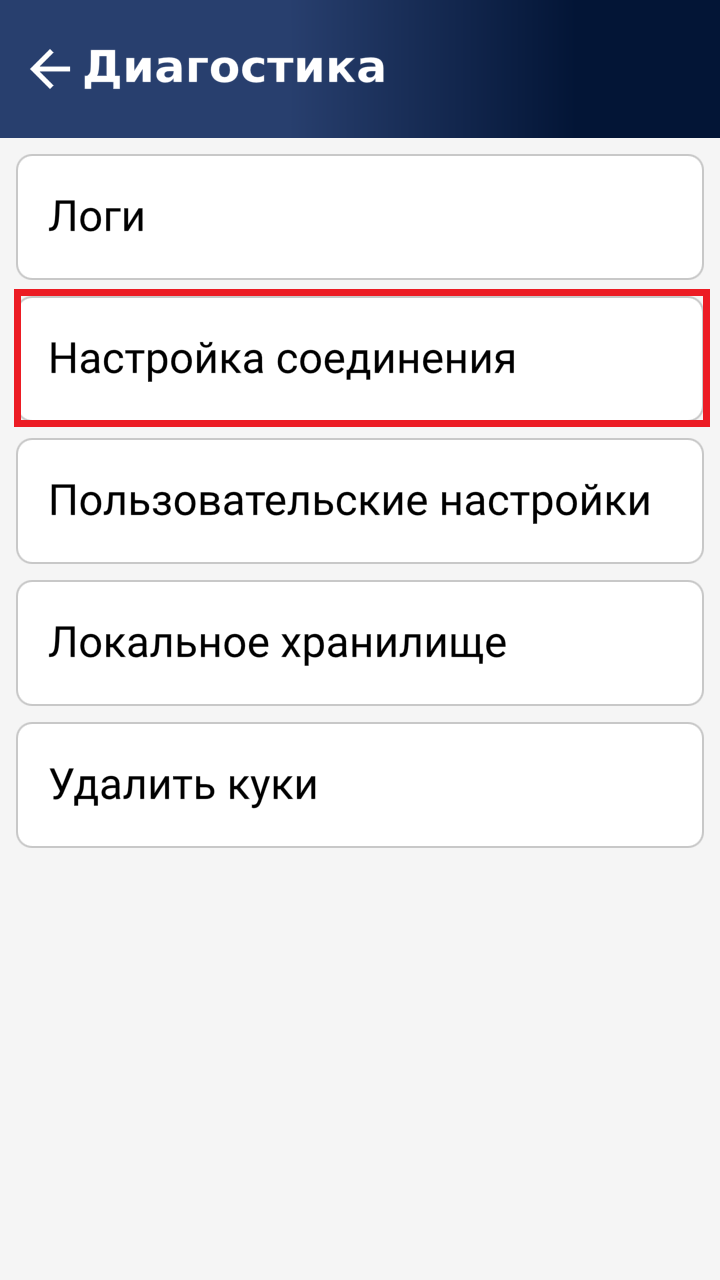 Диагостика
Логи
Настройка соединения
Пользовательские настройки
Локальное хранилище
Удалить куки